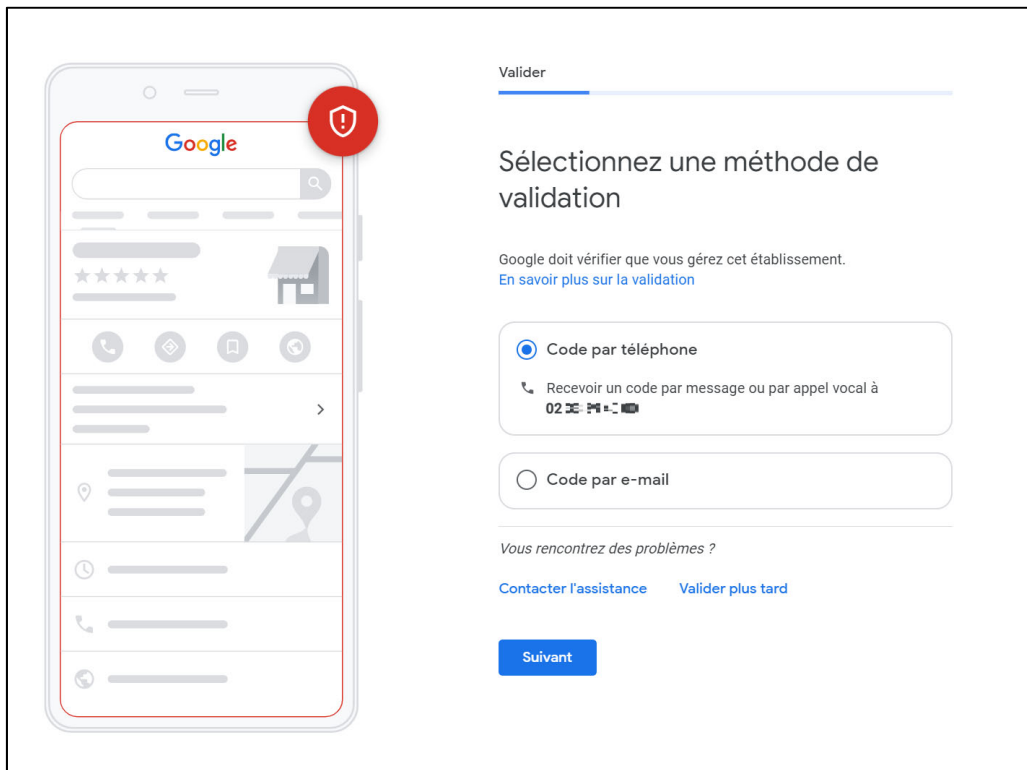 Google
Valider
Sélectionnez une méthode de
validation
Google doit vérifier que vous gérez cet établissement.
En savoir plus sur la validation
Code par téléphone
Recevoir un code par message ou par appel vocal à
02
Code par e-mail
Vous rencontrez des problèmes ?
Contacter l'assistance Valider plus tard
Suivant